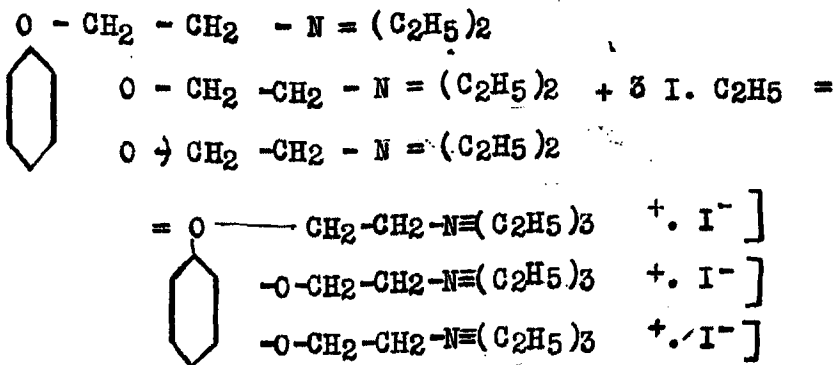 O - CH2 - CH2 - N = (C2H5)2
O - CH2 -CH2 - N = (C2H5)2 + 3 I. C2H5 =
O ) CH2 -CH2 - N = (C2H5)2
= O — CH2-CH2-N≡(C2H5)3 +. I- ]
-O-CH2-CH2-N≡(C2H5)3 +. I- ]
-O-CH2-CH2-N≡(C2H5)3 +. I- ]